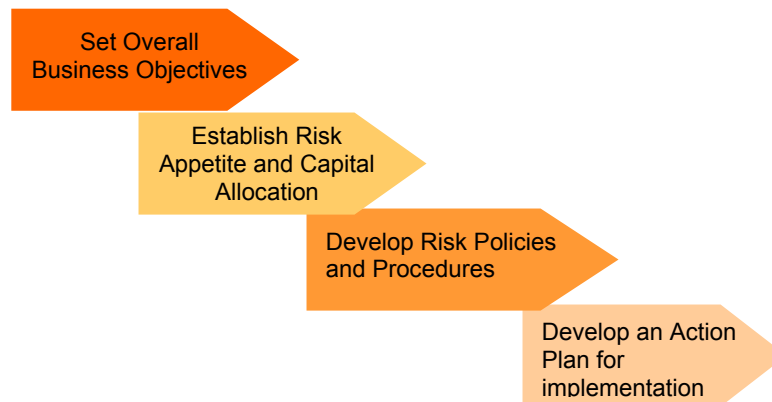 Set Overall
Business Objectives
Establish Risk
Appetite and Capital
Allocation
Develop Risk Policies
and Procedures
Develop an Action
Plan for
implementation